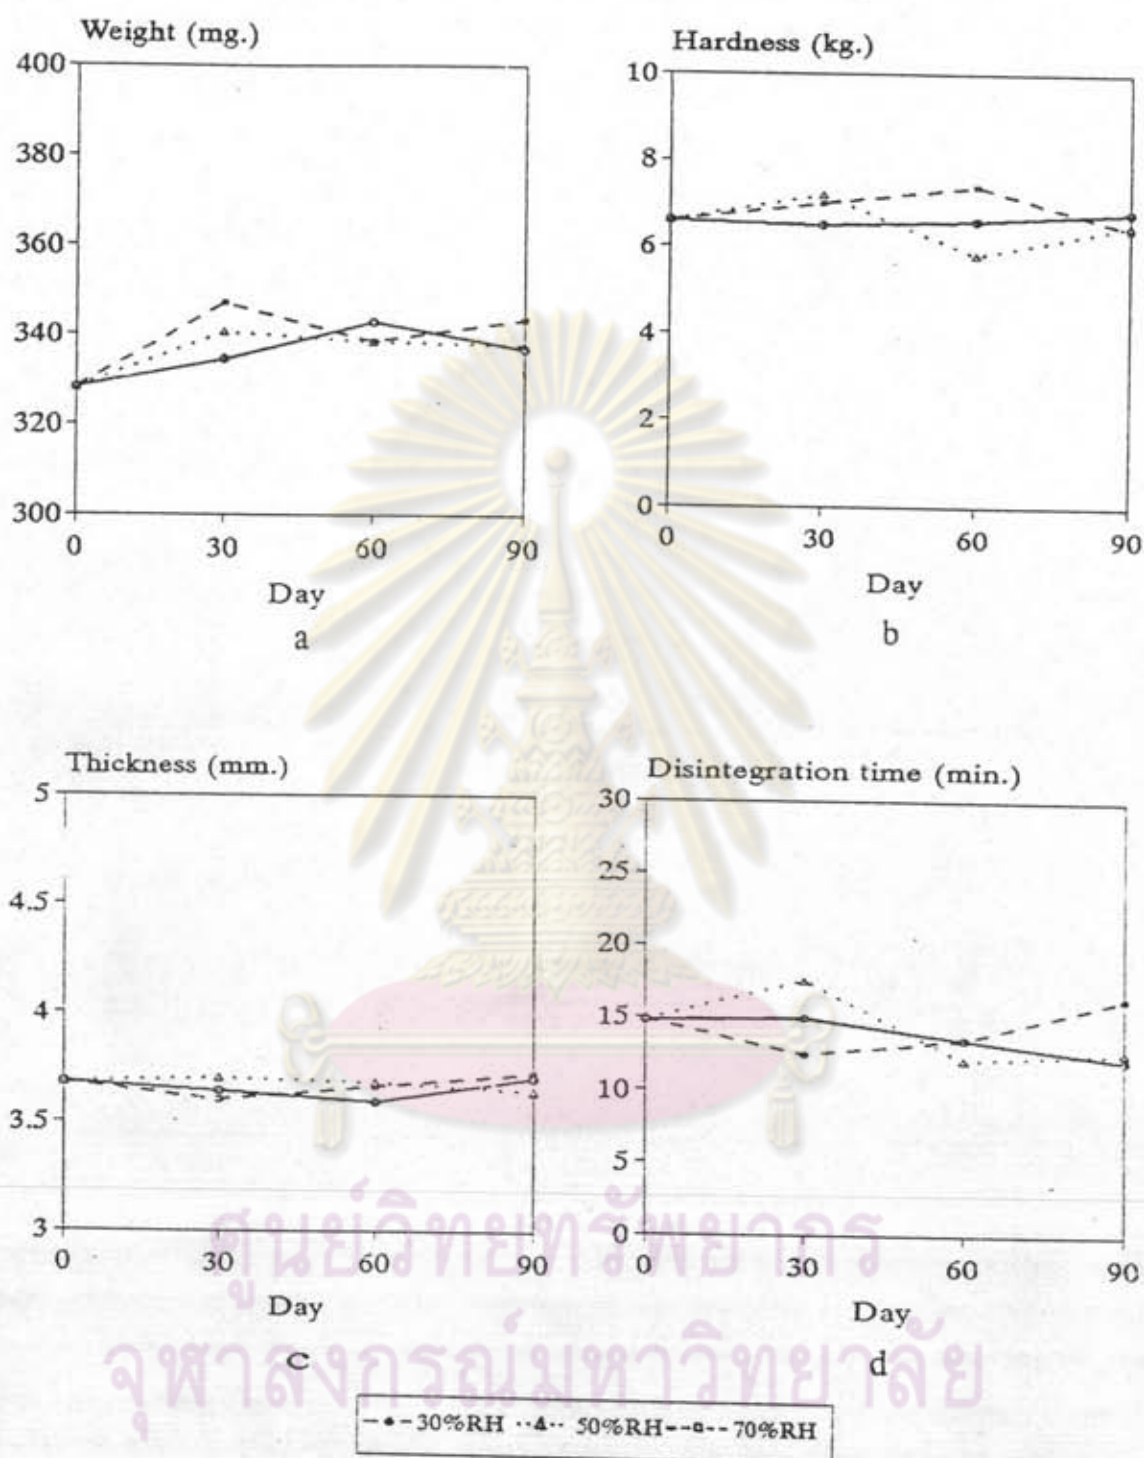 Weight (mg.)
400
380
360
340
320
300
0 30 60 90
Day
a
Hardness (kg.)
10
8
6
4
2
0
0 30 60 90
Day
b
Thickness (mm.)
5
4.5
4
3.5
3
0 30 60 90
Day
c
Disintegration time (min.)
30
25
20
15
10
5
0
0 30 60 90
Day
d
30%RH 50%RH 70%RH
ศูนย์วิทยทรัพยากร
จุฬาลงกรณ์มหาวิทยาลัย